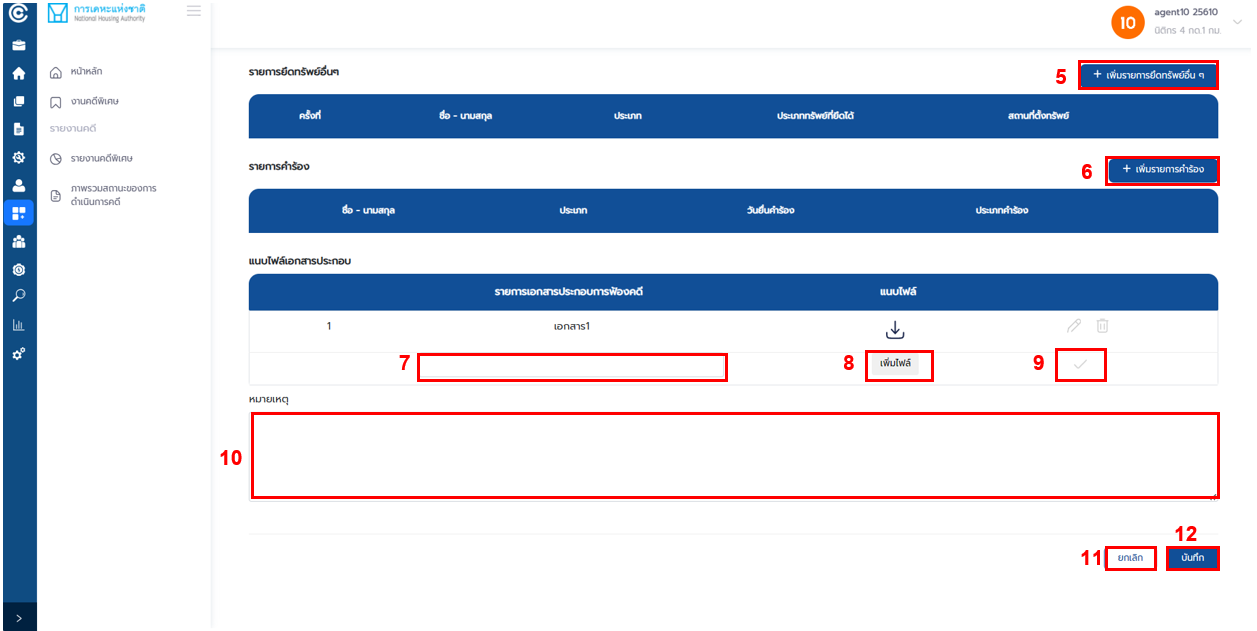 การเคหะแห่งชาติ
National Housing Authority
10
agent10 25610
นิติกร 4 กด.1 กม.
หน้าหลัก
งานคดีพิเศษ
รายงานคดี
รายงานคดีพิเศษ
ภาพรวมสถานะของการ
ดำเนินการคดี
รายการยึดทรัพย์อื่นๆ
5
+ เพิ่มรายการยึดทรัพย์อื่น ๆ
ครั้งที่ ชื่อ - นามสกุล ประเภท ประเภททรัพย์ที่ยึดได้ สถานที่ตั้งทรัพย์
รายการคำร้อง
6
+ เพิ่มรายการคำร้อง
ชื่อ - นามสกุล ประเภท วันยื่นคำร้อง ประเภทคำร้อง
แนบไฟล์เอกสารประกอบ
รายการเอกสารประกอบการฟ้องคดี แนบไฟล์
1 เอกสาร1
7 8 เพิ่มไฟล์ 9
หมายเหตุ
10
12
11 ยกเลิก บันทึก